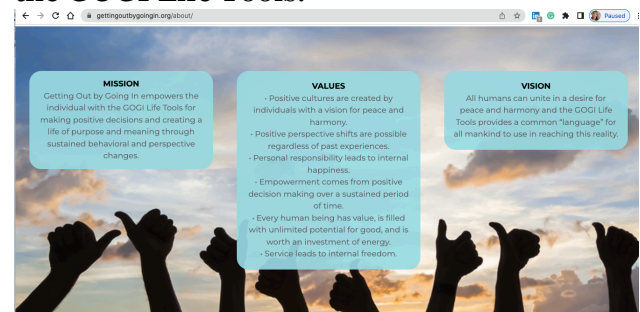 the GOGI Life Tools.
gettingoutbygoingin.org/about/
Paused
MISSION
Getting Out by Going In empowers the
individual with the GOGI Life Tools for
making positive decisions and creating a
life of purpose and meaning through
sustained behavioral and perspective
changes.
VALUES
• Positive cultures are created by
individuals with a vision for peace and
harmony.
• Positive perspective shifts are possible
regardless of past experiences.
• Personal responsibility leads to internal
happiness.
• Empowerment comes from positive
decision making over a sustained period
of time.
• Every human being has value, is filled
with unlimited potential for good, and is
worth an investment of energy.
• Service leads to internal freedom.
VISION
All humans can unite in a desire for
peace and harmony and the GOGI Life
Tools provides a common “language” for
all mankind to use in reaching this reality.